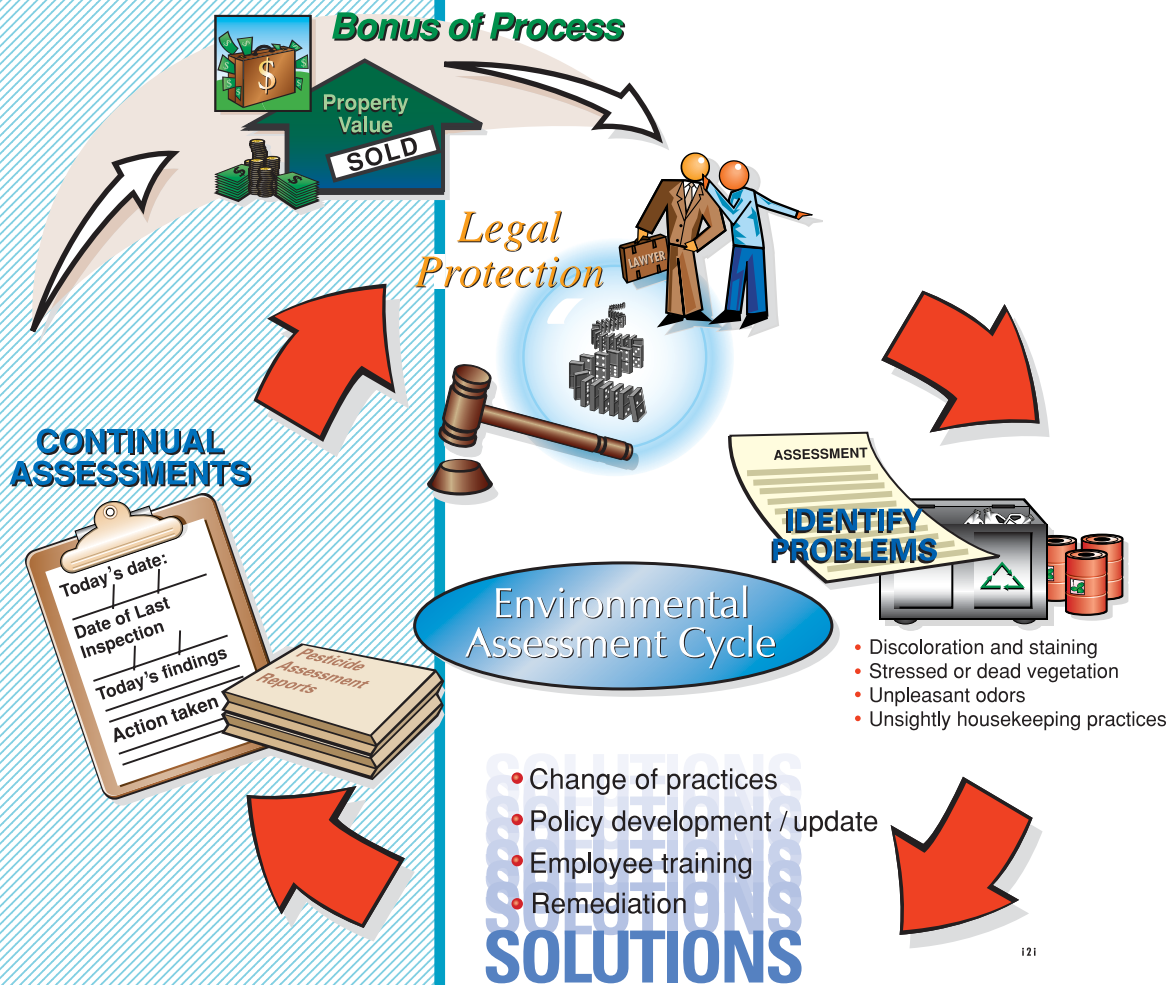 Bonus of Process
$
Property
Value
SOLD
Legal
Protection
LAWYER
ASSESSMENT
IDENTIFY
PROBLEMS
• Discoloration and staining
• Stressed or dead vegetation
• Unpleasant odors
• Unsightly housekeeping practices
Environmental
Assessment Cycle
SOLUTIONS
• Change of practices
• Policy development / update
• Employee training
• Remediation
SOLUTIONS
CONTINUAL
ASSESSMENTS
Today's date:
Date of Last
Inspection
Today's findings
Action taken
Pesticide
Assessment
Reports
i2i